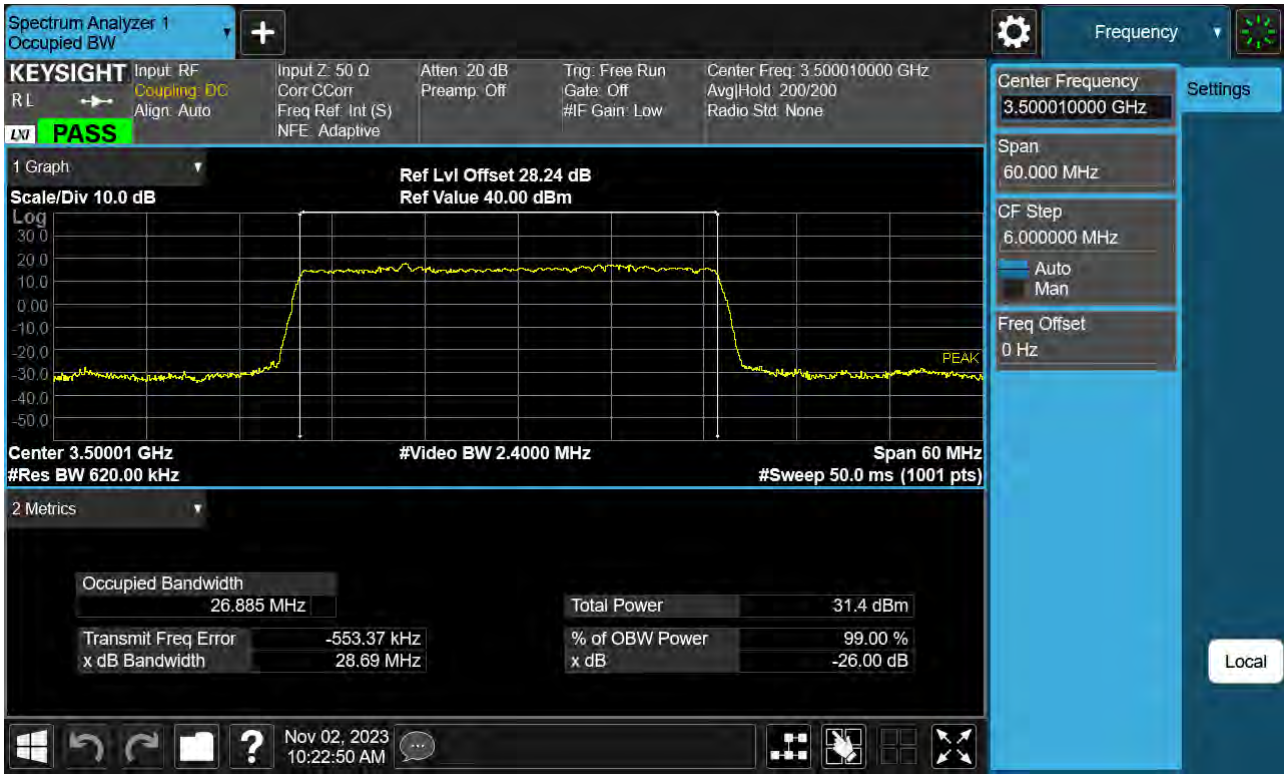 Spectrum Analyzer 1
Occupied BW
▼
+
Frequency
▼
KEYSIGHT
RL
LXI
PASS
Input: RF
Coupling: DC
Align: Auto
Input Z: 50 Ω
Corr CCorr
Freq Ref: Int (S)
NFE: Adaptive
Atten: 20 dB
Preamp: Off
Trig: Free Run
Gate: Off
#IF Gain: Low
Center Freq: 3.500010000 GHz
Avg|Hold: 200/200
Radio Std: None
Center Frequency
3.500010000 GHz
Settings
Span
60.000 MHz
CF Step
6.000000 MHz
Auto
Man
Freq Offset
0 Hz
Local
1 Graph ▼
Scale/Div 10.0 dB
Ref Lvl Offset 28.24 dB
Ref Value 40.00 dBm
Log
30.0
20.0
10.0
0.00
-10.0
-20.0
-30.0
-40.0
-50.0
PEAK
Center 3.50001 GHz
#Video BW 2.4000 MHz
Span 60 MHz
#Res BW 620.00 kHz
#Sweep 50.0 ms (1001 pts)
2 Metrics ▼
Occupied Bandwidth
26.885 MHz
Total Power 31.4 dBm
Transmit Freq Error -553.37 kHz
% of OBW Power 99.00 %
x dB Bandwidth 28.69 MHz
x dB -26.00 dB
?
Nov 02, 2023
10:22:50 AM